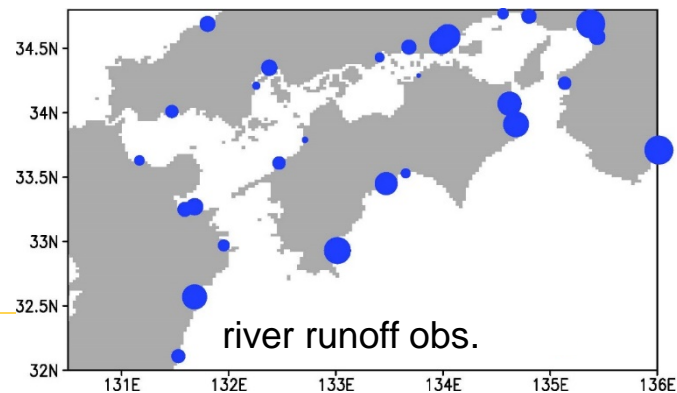 34.5N
34N
33.5N
33N
32.5N
32N
river runoff obs.
131E 132E 133E 134E 135E 136E